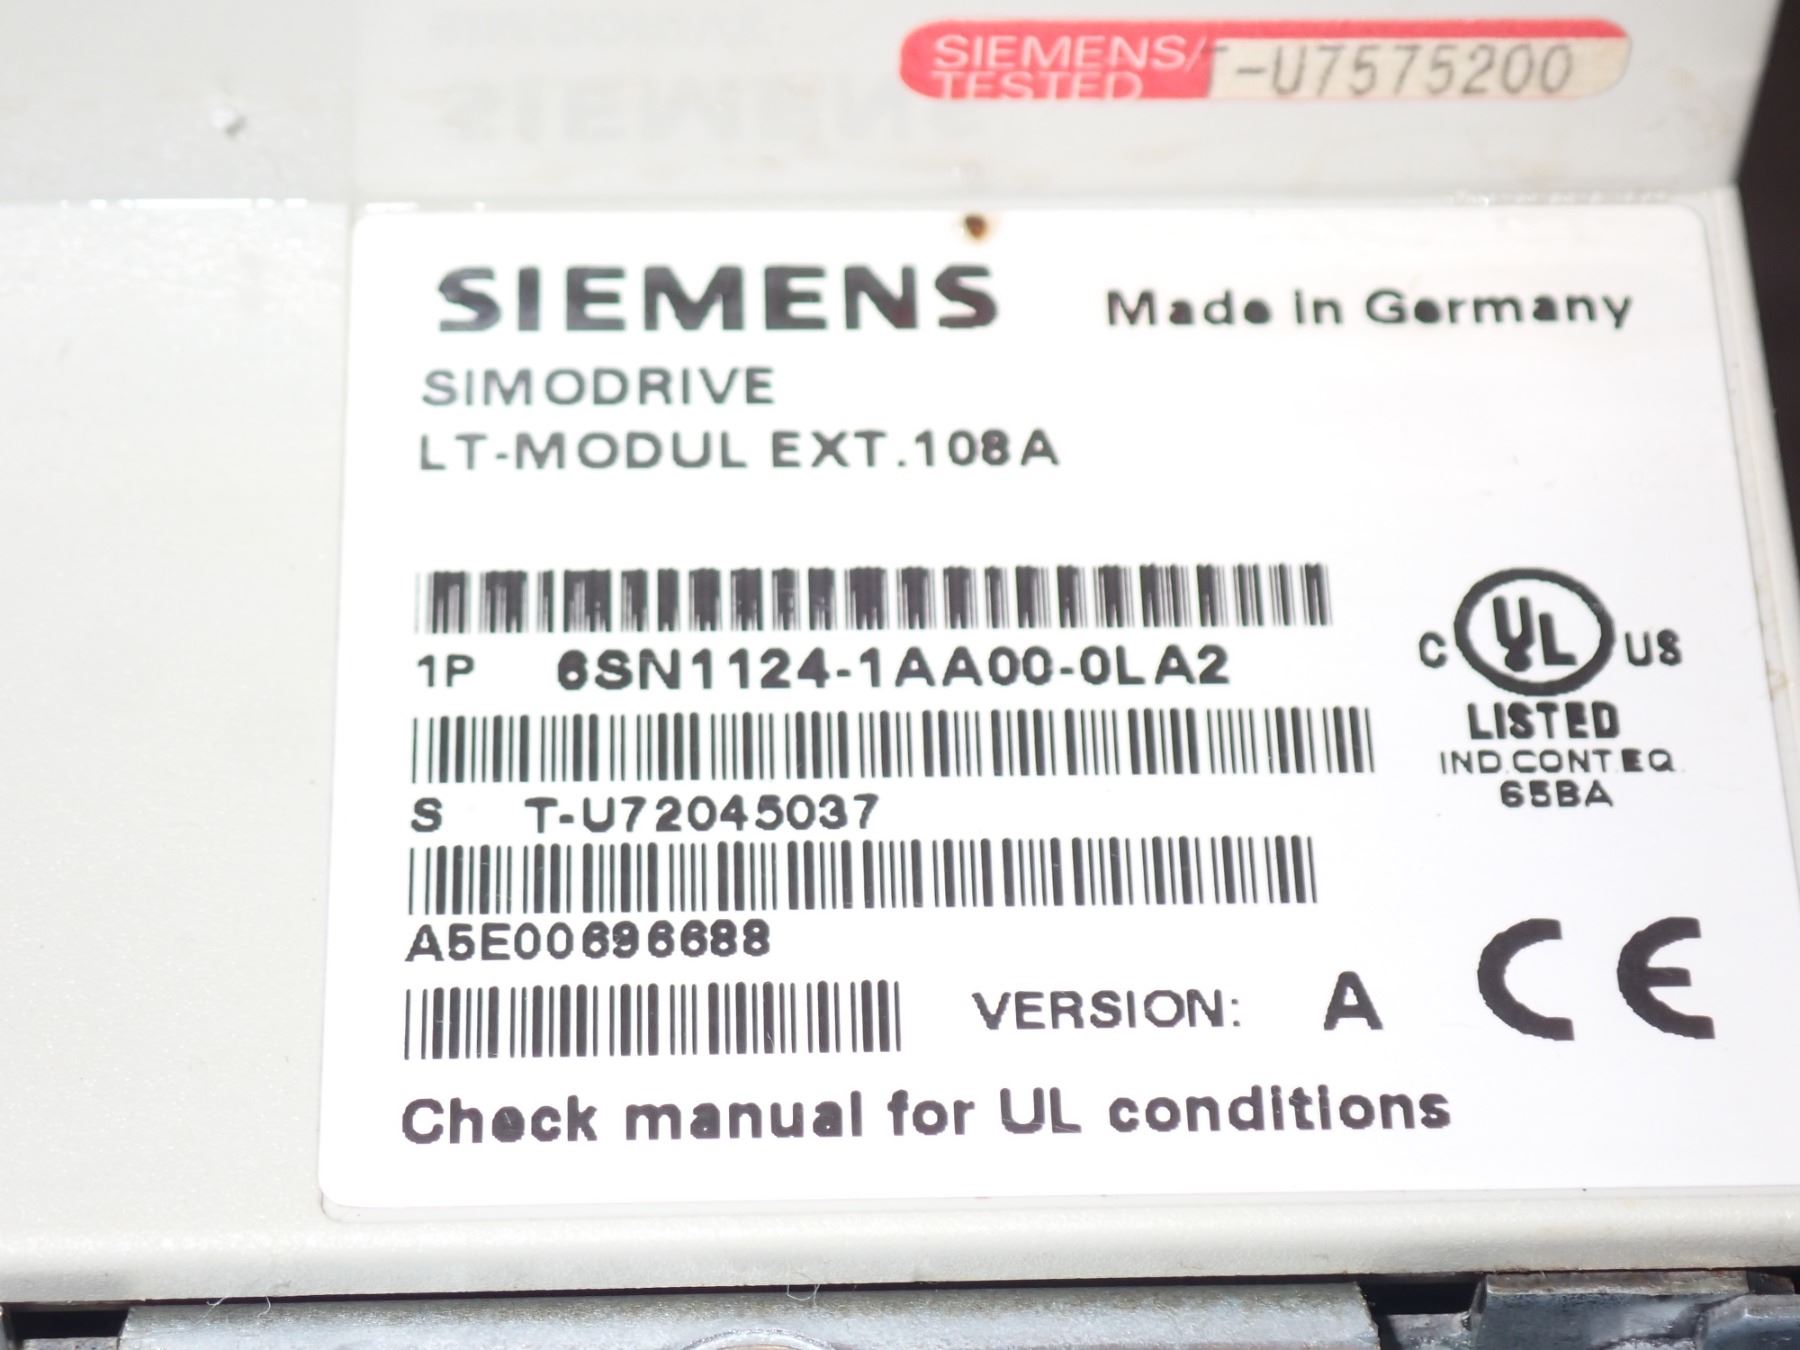 SIEMENS/
TESTED
T-U7575200
SIEMENS
Made in Germany
SIMODRIVE
LT-MODUL EXT.108A
1P 6SN1124-1AA00-0LA2
C UL US
LISTED
IND.CONT.EQ.
65BA
S T-U72045037
A5E00696688
VERSION: A
CE
Check manual for UL conditions